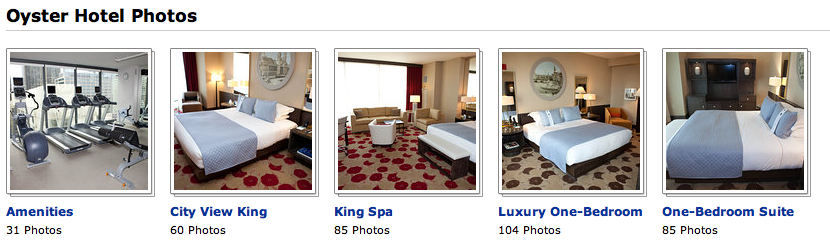 Oyster Hotel Photos
Amenities
31 Photos
City View King
60 Photos
King Spa
85 Photos
Luxury One-Bedroom
104 Photos
One-Bedroom Suite
85 Photos